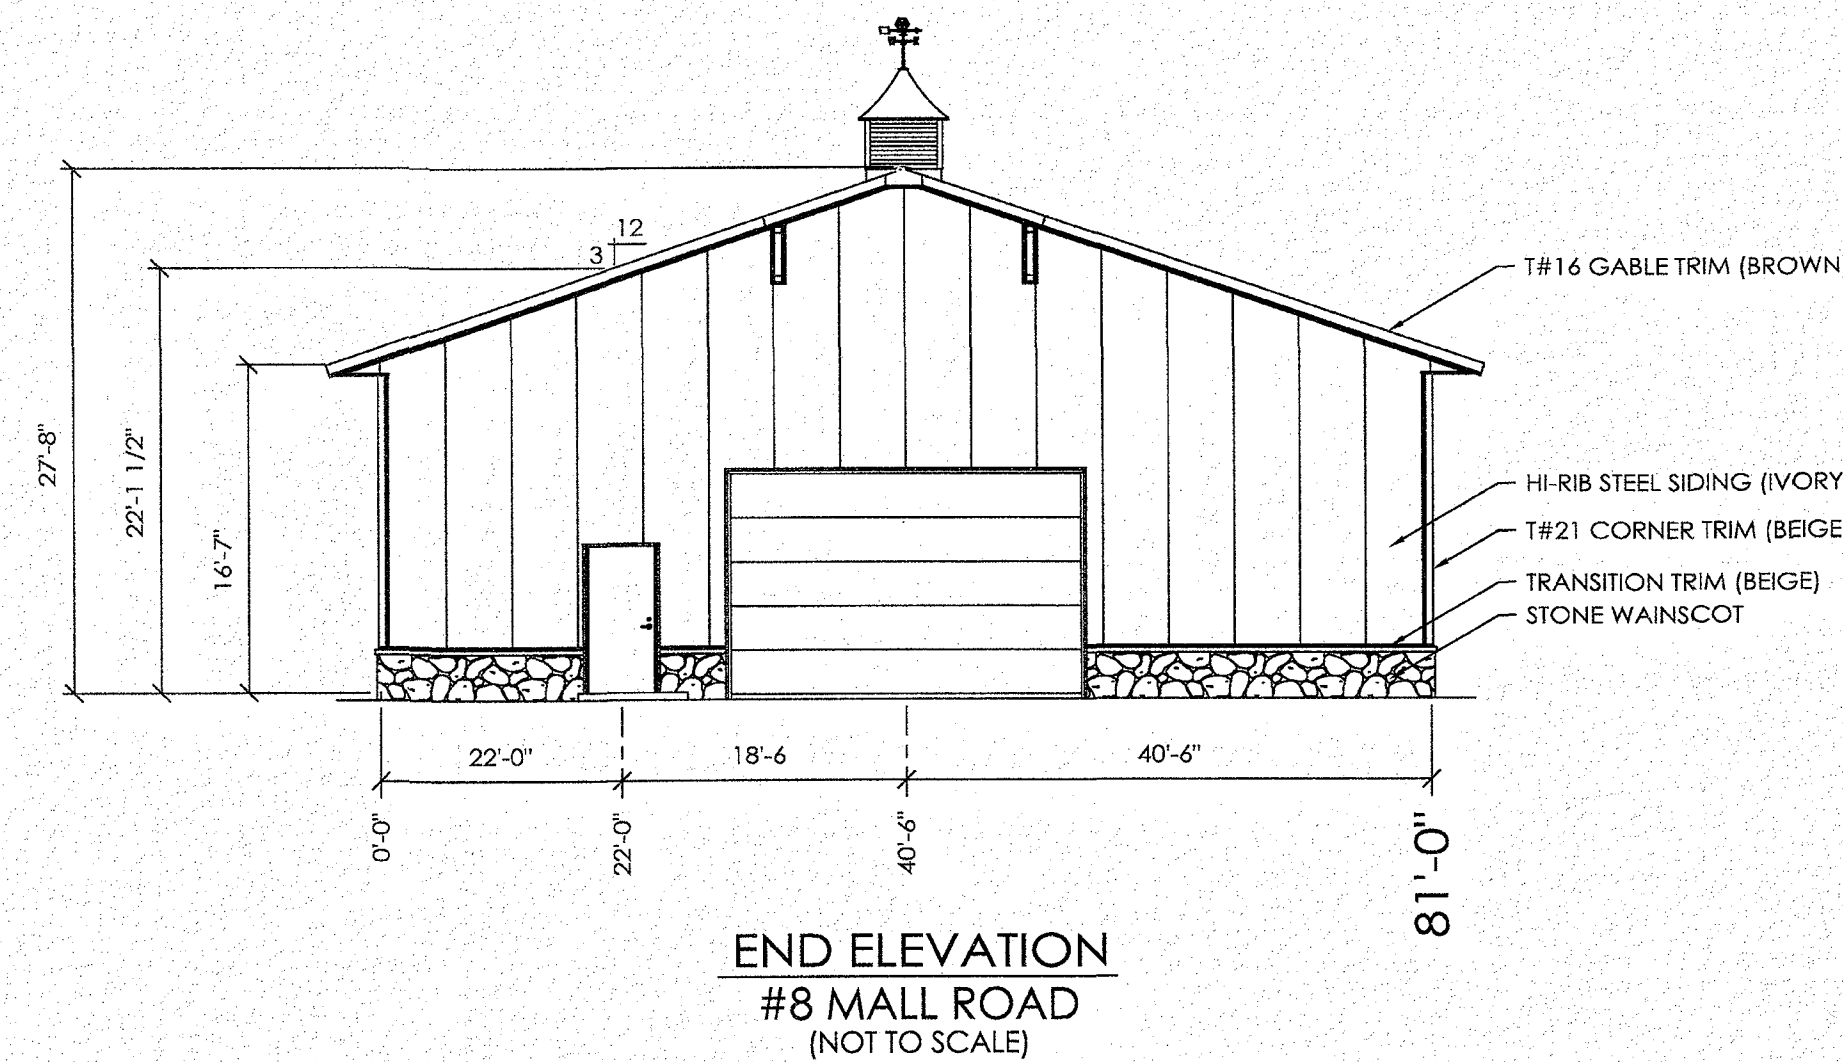 12
3
T#16 GABLE TRIM (BROWN
27'-8"
22'-1 1/2"
16'-7"
HI-RIB STEEL SIDING (IVORY
T#21 CORNER TRIM (BEIGE
TRANSITION TRIM (BEIGE)
STONE WAINSCOT
22'-0"
18'-6
40'-6"
0'-0"
22'-0"
40'-6"
81'-0"
END ELEVATION
#8 MALL ROAD
(NOT TO SCALE)